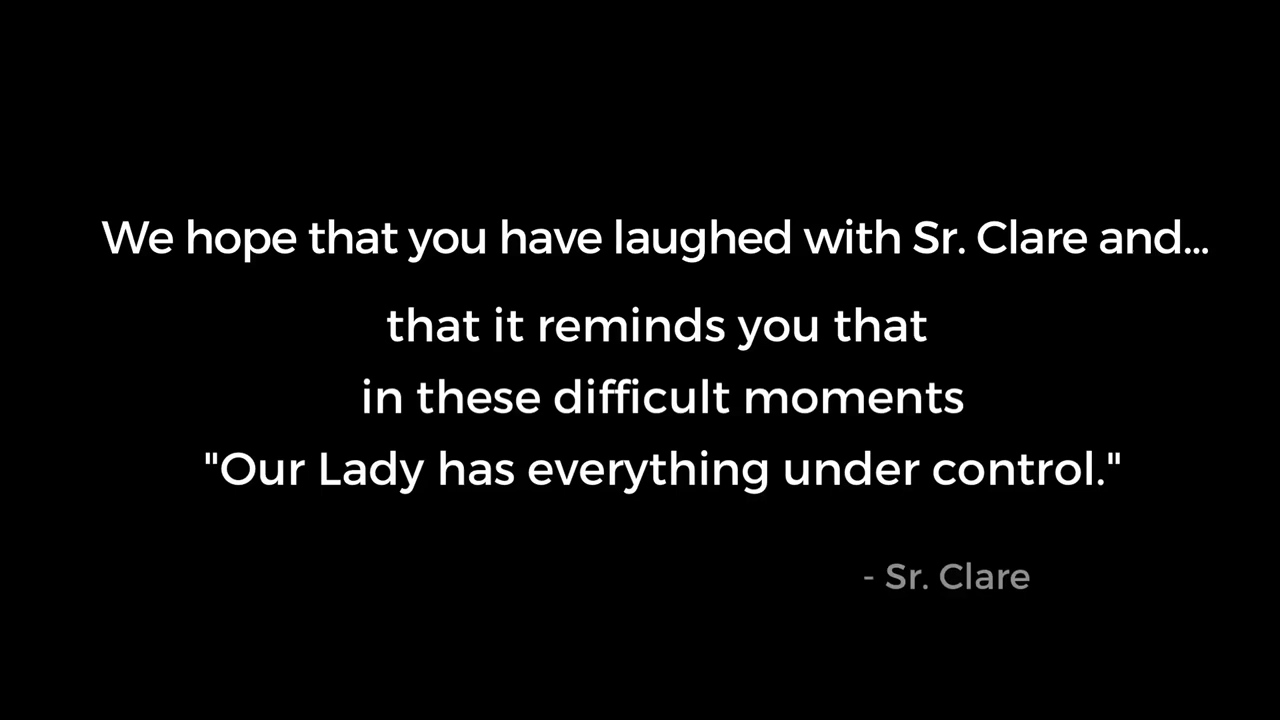 We hope that you have laughed with Sr. Clare and...
that it reminds you that
in these difficult moments
"Our Lady has everything under control."
- Sr. Clare